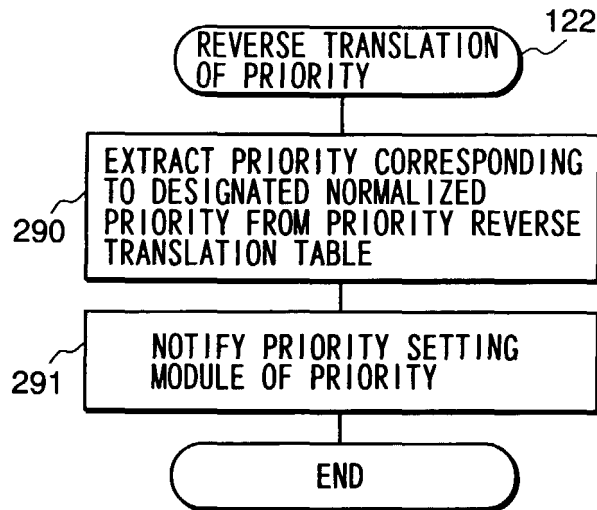 REVERSE TRANSLATION
OF PRIORITY
122
EXTRACT PRIORITY CORRESPONDING
TO DESIGNATED NORMALIZED
PRIORITY FROM PRIORITY REVERSE
TRANSLATION TABLE
290
NOTIFY PRIORITY SETTING
MODULE OF PRIORITY
291
END